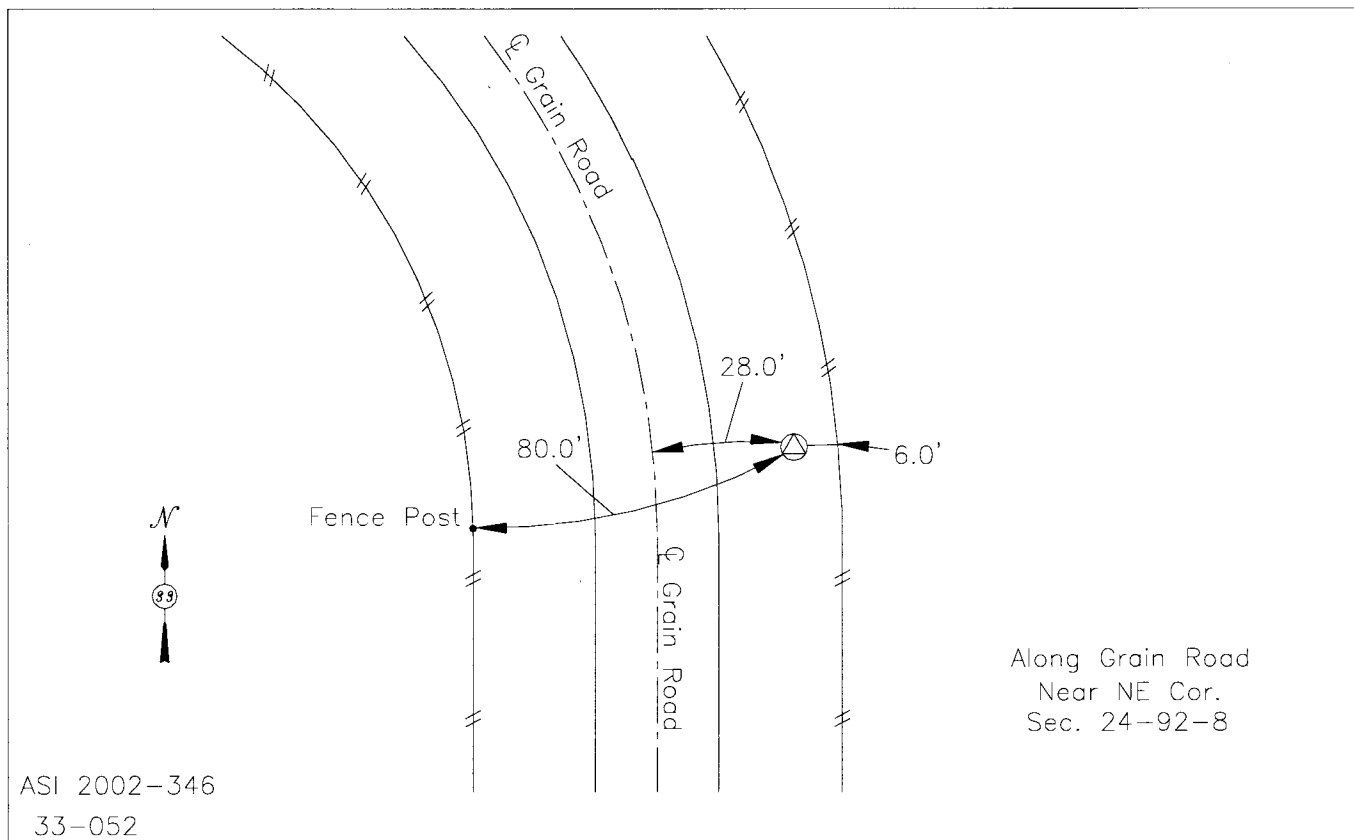 ℄ Grain Road
28.0'
80.0'
6.0'
Fence Post
N
℄ Grain Road
Along Grain Road
Near NE Cor.
Sec. 24-92-8
ASI 2002-346
33-052